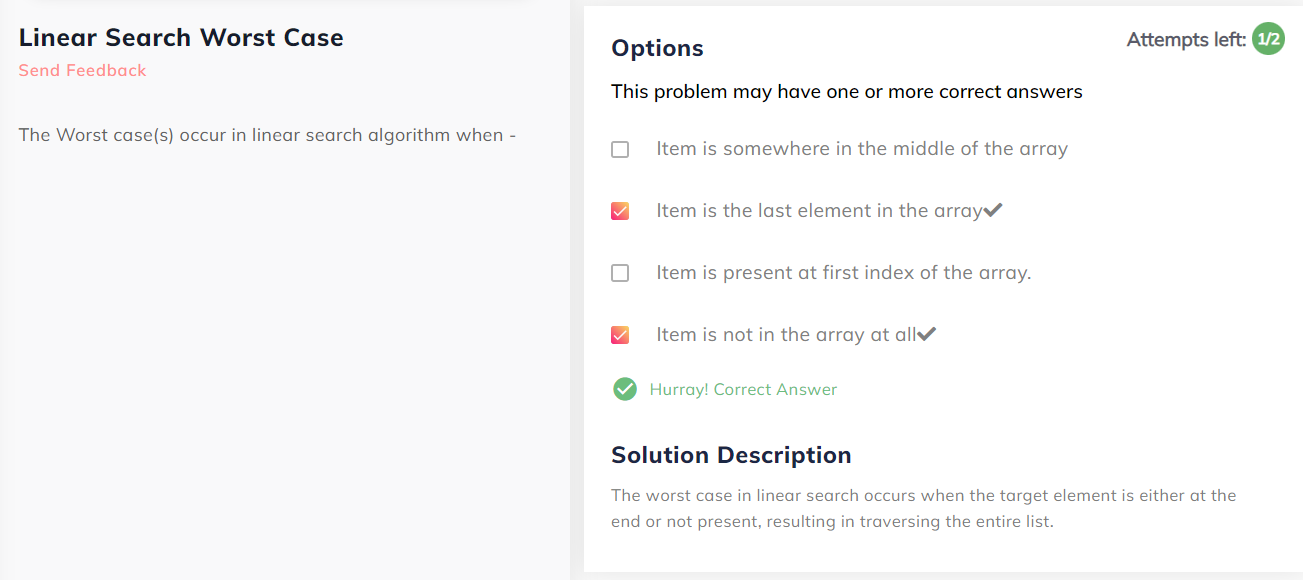 Linear Search Worst Case
Send Feedback
The Worst case(s) occur in linear search algorithm when -
Options
Attempts left: 1/2
This problem may have one or more correct answers
Item is somewhere in the middle of the array
Item is the last element in the array
Item is present at first index of the array.
Item is not in the array at all
Hurray! Correct Answer
Solution Description
The worst case in linear search occurs when the target element is either at the
end or not present, resulting in traversing the entire list.